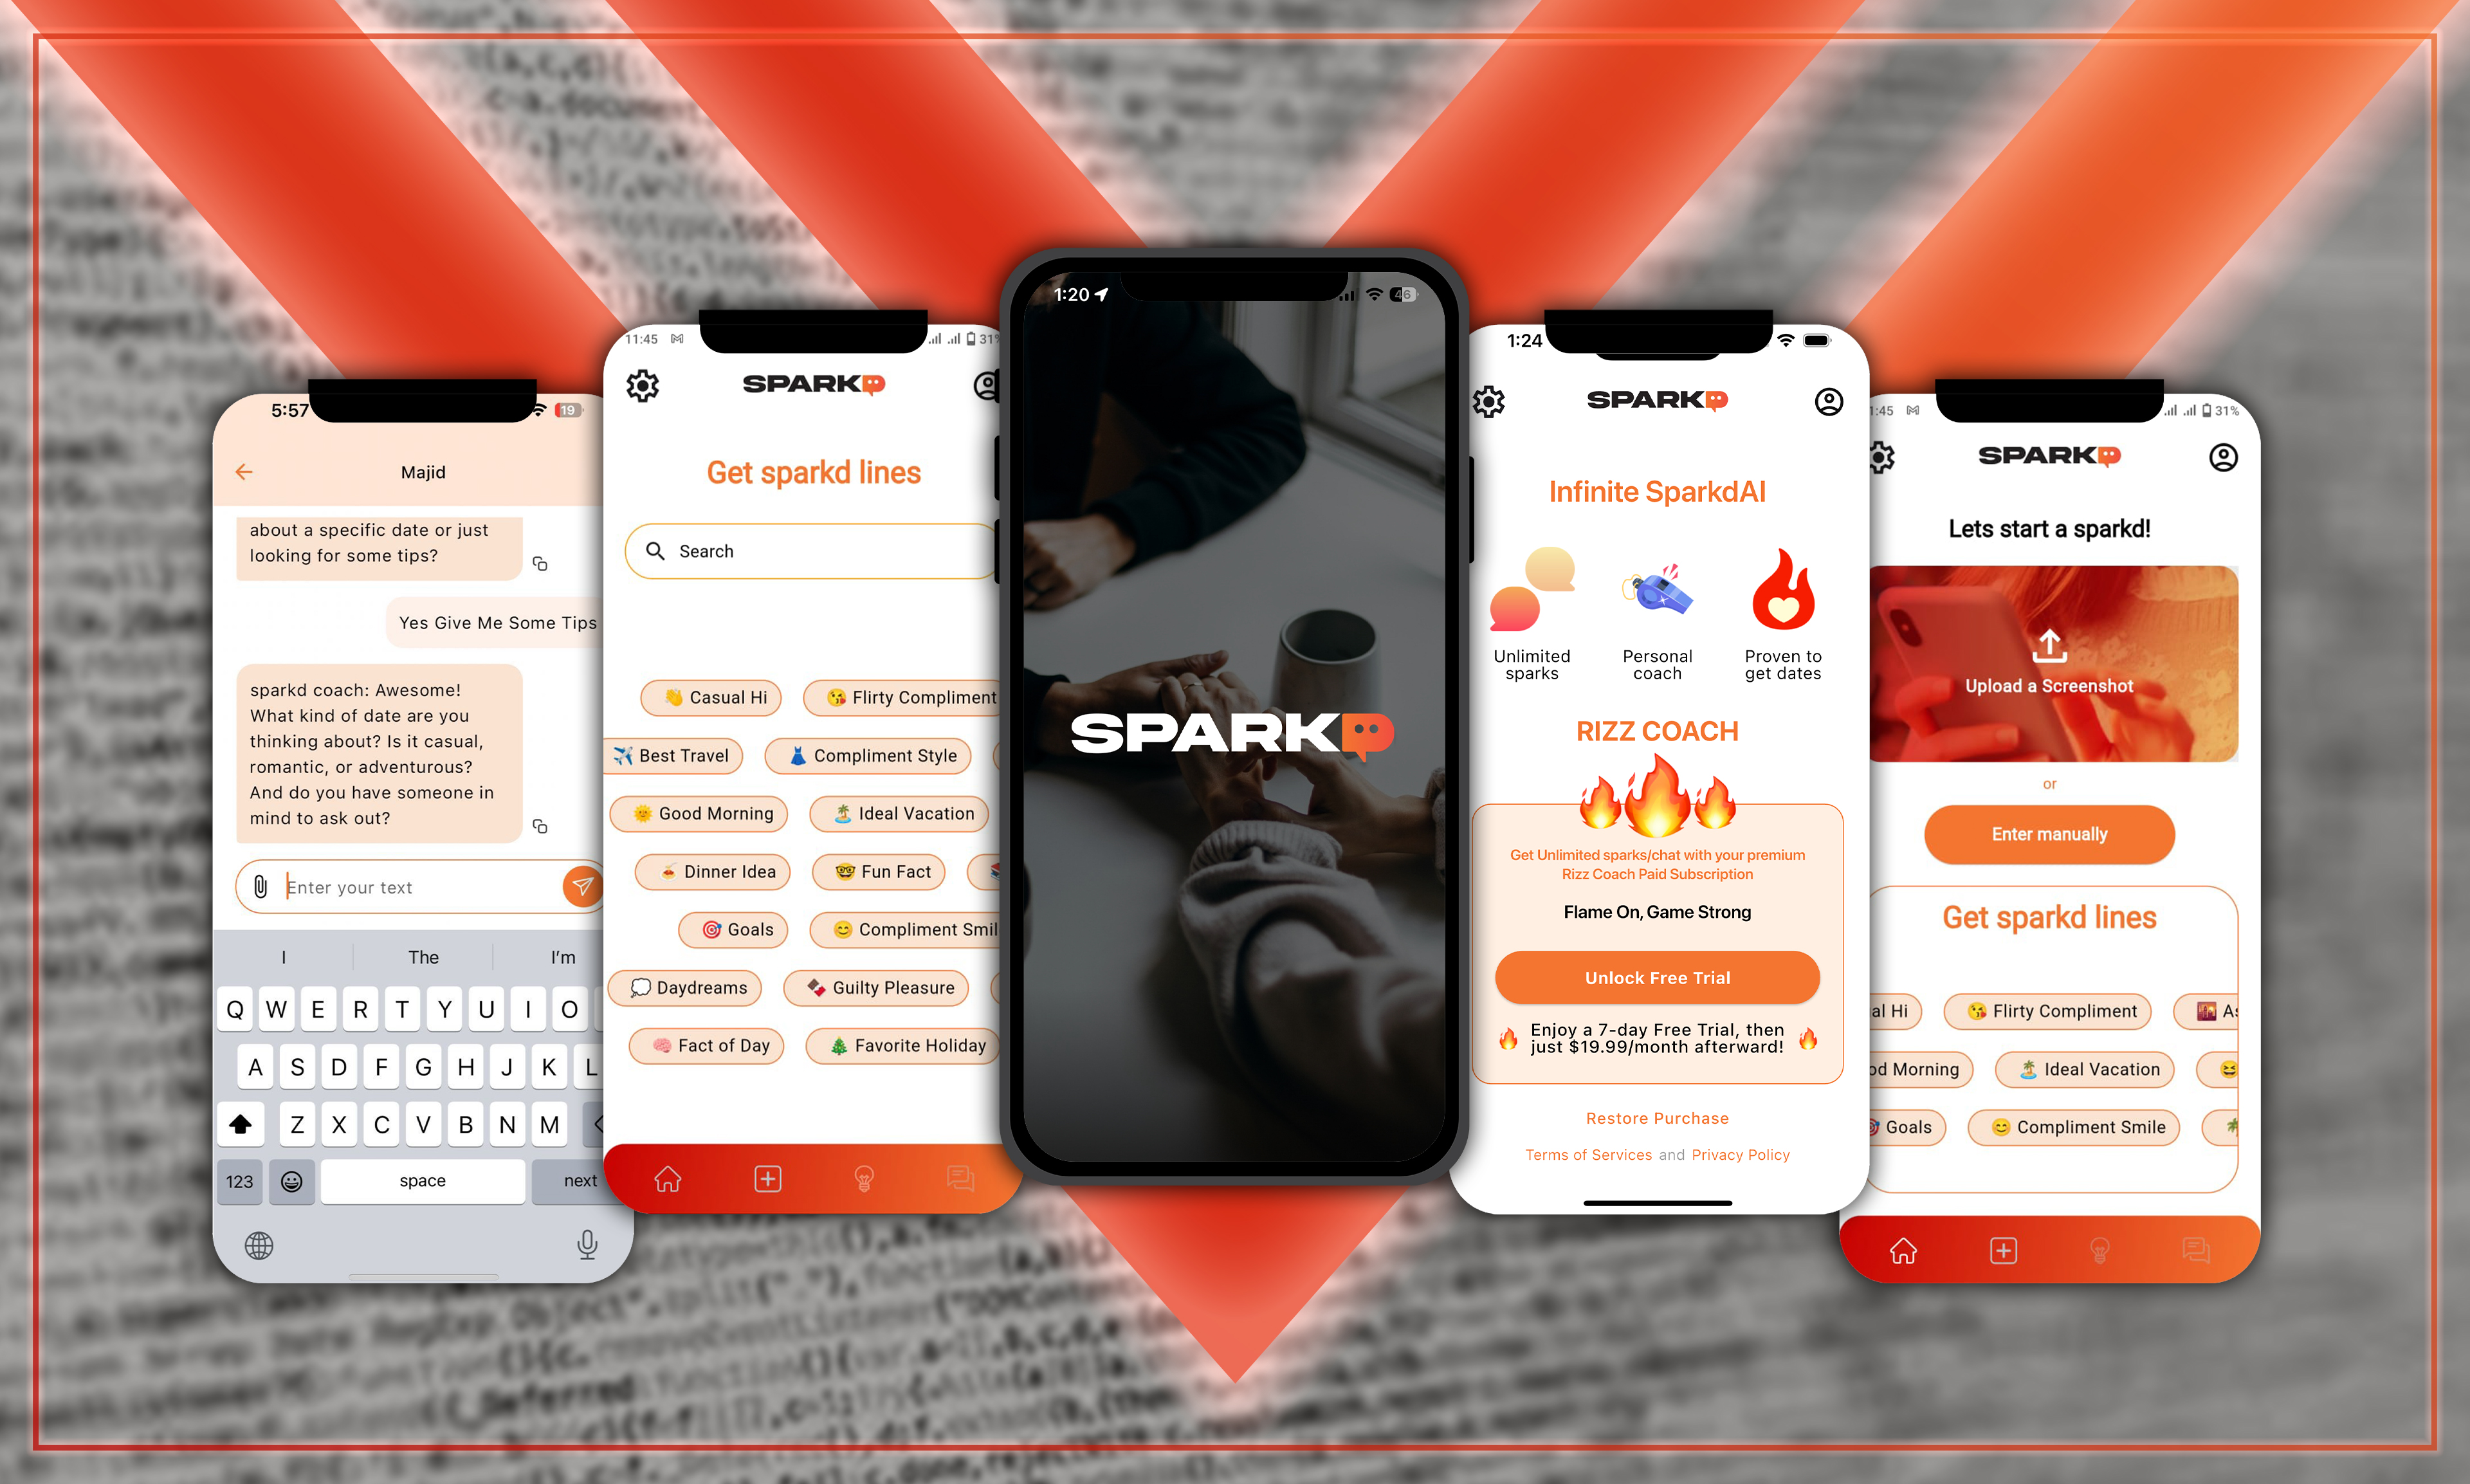 5:57
19
Majid
about a specific date or just
looking for some tips?
Yes Give Me Some Tips
sparkd coach: Awesome!
What kind of date are you
thinking about? Is it casual,
romantic, or adventurous?
And do you have someone in
mind to ask out?
Enter your text
I The I'm
Q W E R T Y U I O
A S D F G H J K L
Z X C V B N M
123 space next
11:45 31%
SPARKD
Get sparkd lines
Search
👋 Casual Hi 😘 Flirty Compliment
✈️ Best Travel 👗 Compliment Style
🌞 Good Morning 🏝️ Ideal Vacation
🍝 Dinner Idea 🤓 Fun Fact
🎯 Goals 😊 Compliment Smil
💭 Daydreams 🍫 Guilty Pleasure
🧠 Fact of Day 🎄 Favorite Holiday
1:20 46
SPARKD
1:24
SPARKD
Infinite SparkdAI
Unlimited
sparks
Personal
coach
Proven to
get dates
RIZZ COACH
Get Unlimited sparks/chat with your premium
Rizz Coach Paid Subscription
Flame On, Game Strong
Unlock Free Trial
🔥 Enjoy a 7-day Free Trial, then
just $19.99/month afterward! 🔥
Restore Purchase
Terms of Services and Privacy Policy
1:45 31%
SPARKD
Lets start a sparkd!
Upload a Screenshot
or
Enter manually
Get sparkd lines
al Hi 😘 Flirty Compliment 🌇 As
od Morning 🏝️ Ideal Vacation 😆
🎯 Goals 😊 Compliment Smile 🌴